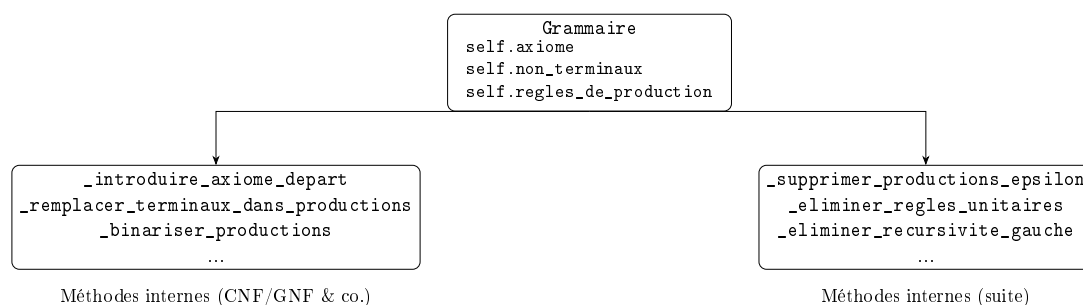 Grammaire
self.axiome
self.non_terminaux
self.regles_de_production
_introduire_axiome_depart
_remplacer_terminaux_dans_productions
_binariser_productions
...
Méthodes internes (CNF/GNF & co.)
_supprimer_productions_epsilon
_eliminer_regles_unitaires
_eliminer_recursivite_gauche
...
Méthodes internes (suite)